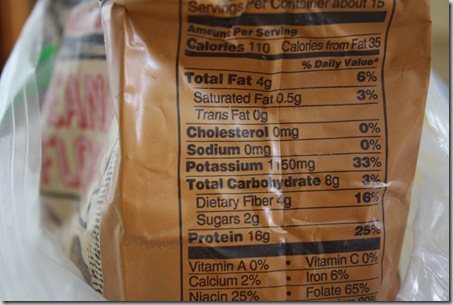 Servings Per Container about 15
Amount Per Serving
Calories 110 Calories from Fat 35
% Daily Value*
Total Fat 4g 6%
Saturated Fat 0.5g 3%
Trans Fat 0g
Cholesterol 0mg 0%
Sodium 0mg 0%
Potassium 1150mg 33%
Total Carbohydrate 8g 3%
Dietary Fiber 4g 16%
Sugars 2g
Protein 16g 25%
Vitamin A 0% • Vitamin C 0%
Calcium 2% • Iron 6%
Niacin 25% • Folate 65%